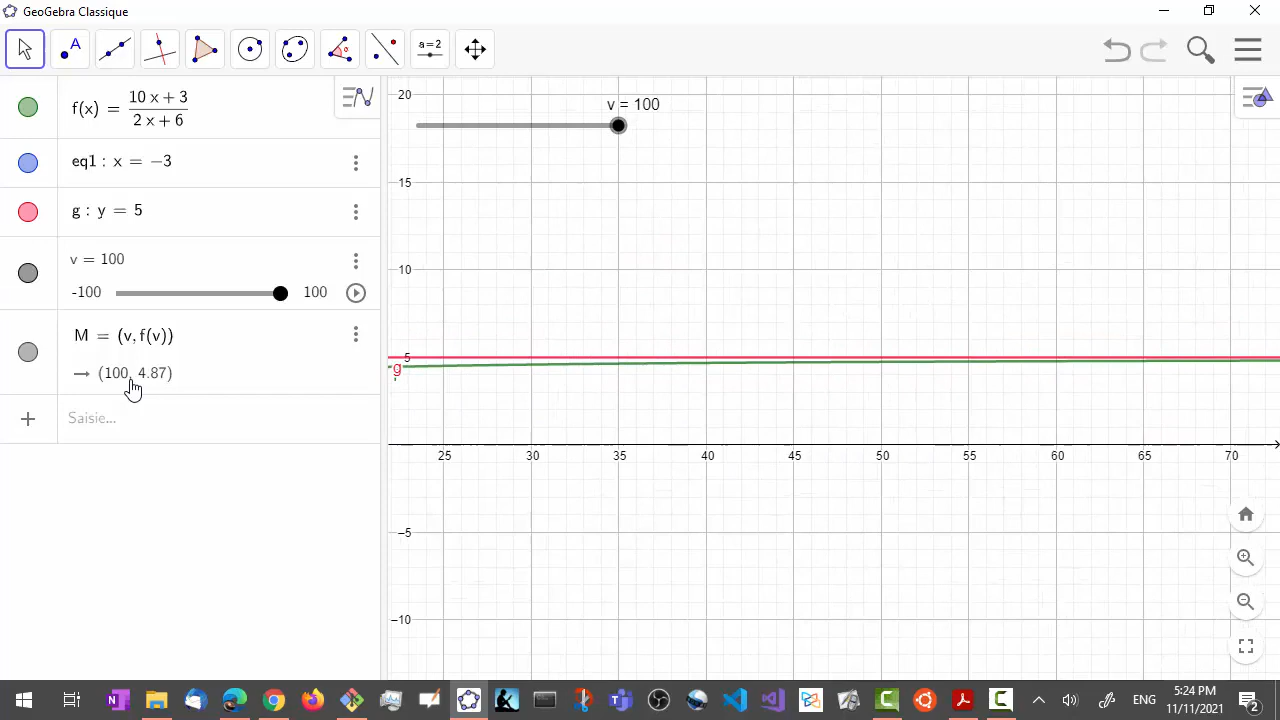 GeoGebra Classique
A
a=2
f(x) = 10 x + 3 / 2 x + 6
eq1 : x = −3
g : y = 5
v = 100
-100 100
M = (v, f(v))
→ (100, 4.87)
+ Saisie...
v = 100
20
15
10
5
g
25 30 35 40 45 50 55 60 65 70
−5
−10
ENG
5:24 PM
11/11/2021
2